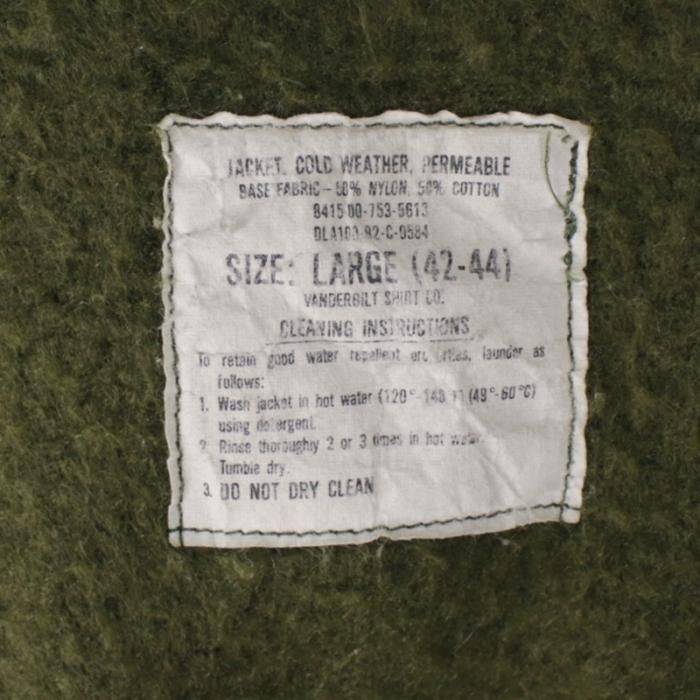 JACKET, COLD WEATHER, PERMEABLE
BASE FABRIC - 50% NYLON, 50% COTTON
8415-00-753-5613
DLA100-92-C-0584
SIZE: LARGE (42-44)
VANDERBILT SHIRT CO.
CLEANING INSTRUCTIONS
To retain good water repellent launder as
follows:
1. Wash jacket in hot water (120°-140°F) (49°-60°C)
using detergent.
2. Rinse thoroughly 2 or 3 times in hot water.
Tumble dry.
3. DO NOT DRY CLEAN